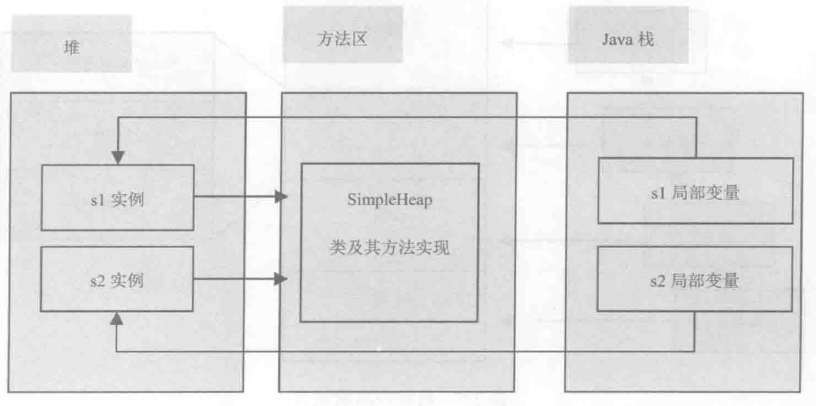 堆
方法区
Java 栈
s1 实例
SimpleHeap
类及其方法实现
s1 局部变量
s2 实例
s2 局部变量